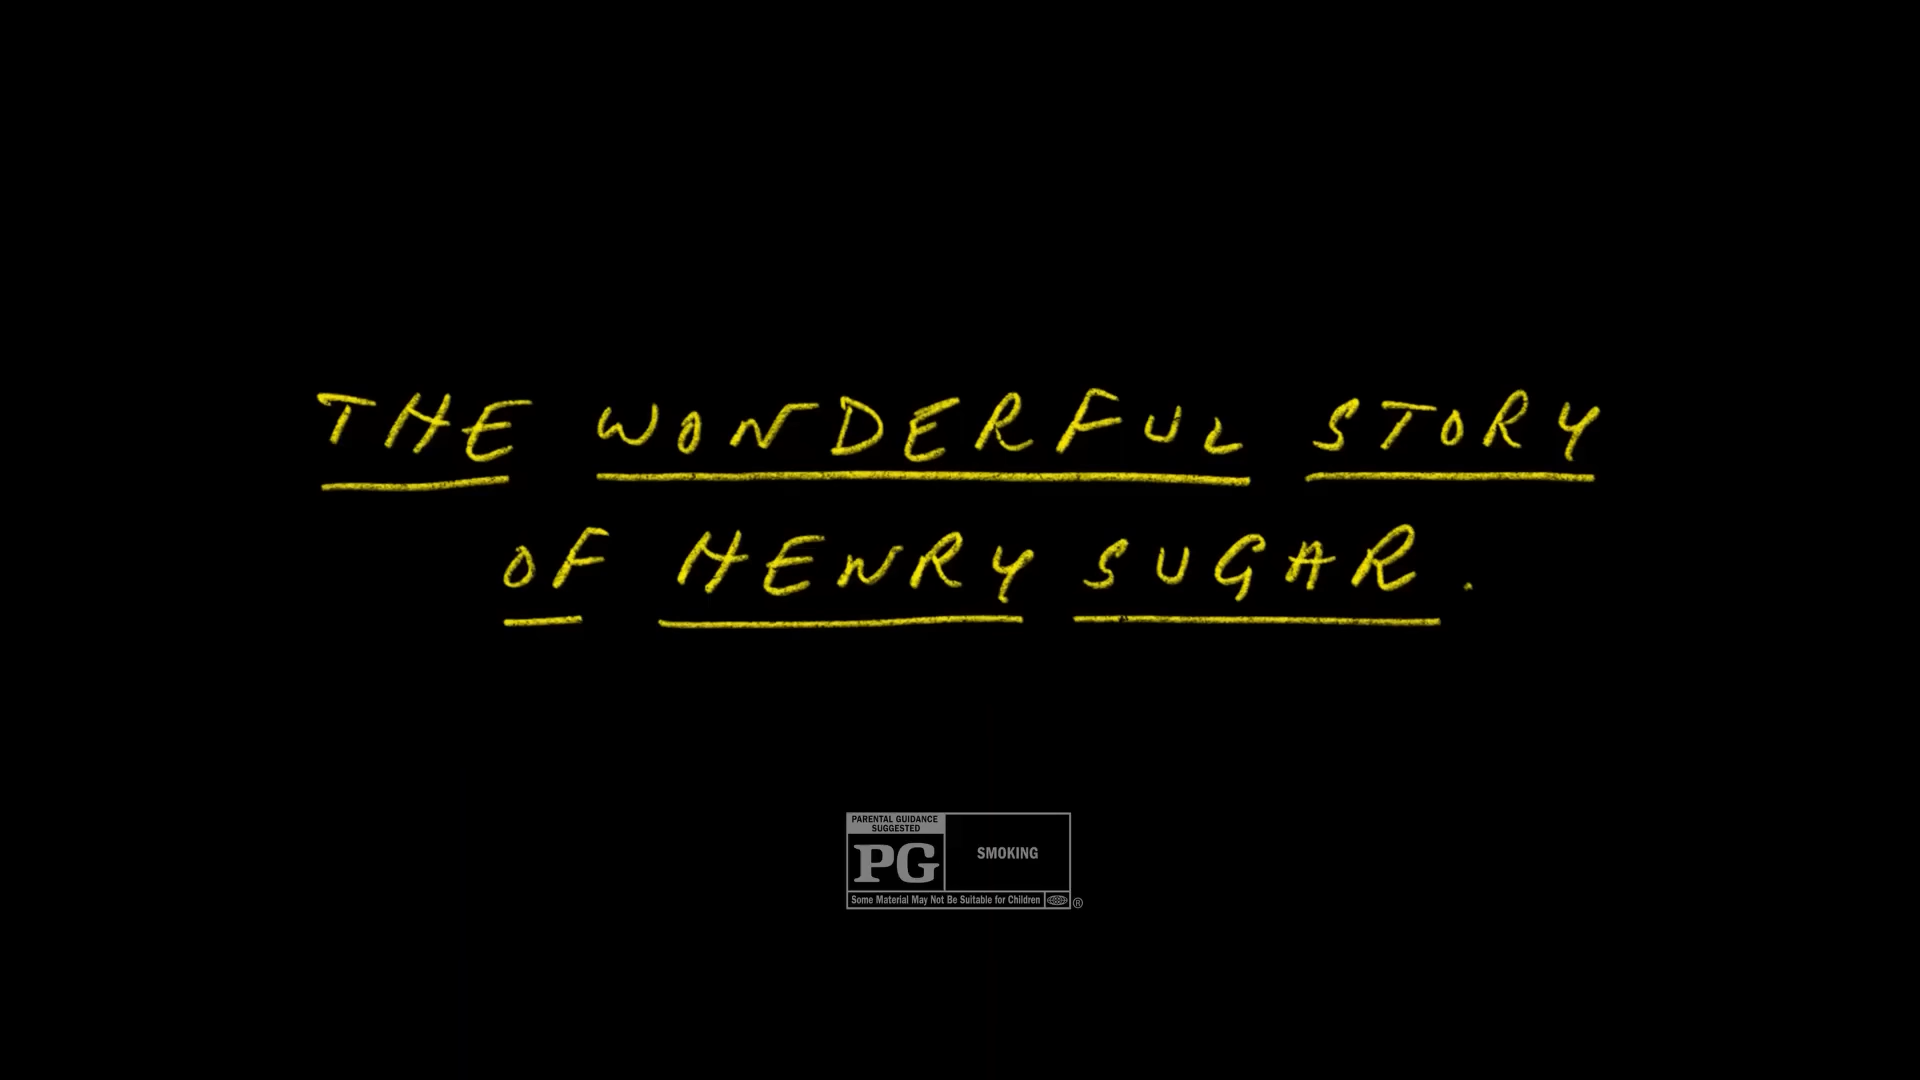 THE WONDERFUL STORY
OF HENRY SUGAR.
PARENTAL GUIDANCE
SUGGESTED
PG
SMOKING
Some Material May Not Be Suitable for Children
®